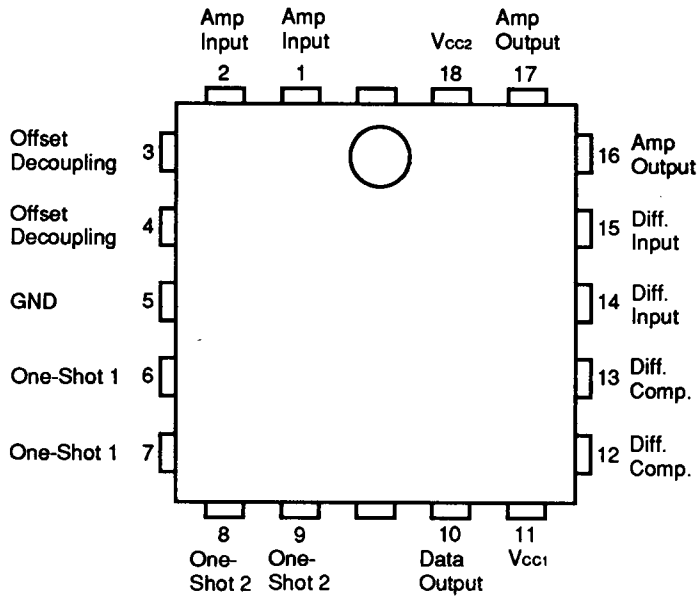 Amp
Input
2
Amp
Input
1
VCC2
18
Amp
Output
17
Offset
Decoupling
3
Offset
Decoupling
4
GND
5
One-Shot 1
6
One-Shot 1
7
16
Amp
Output
15
Diff.
Input
14
Diff.
Input
13
Diff.
Comp.
12
Diff.
Comp.
8
One-
Shot 2
9
One-
Shot 2
10
Data
Output
11
VCC1